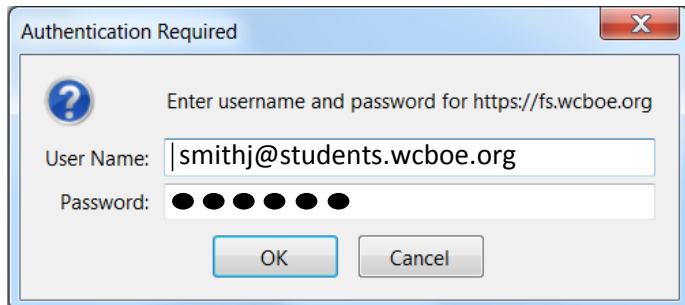 Authentication Required
Enter username and password for https://fs.wcboe.org
User Name: smithj@students.wcboe.org
Password: ●●●●●●
OK Cancel